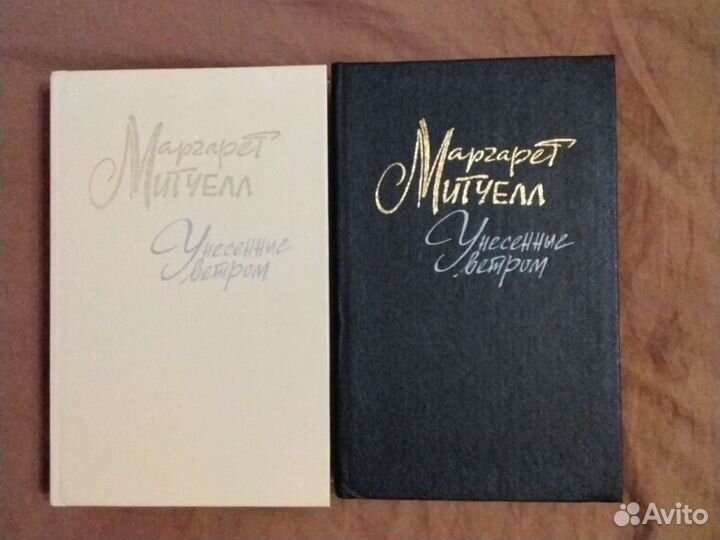 Маргарет
Митчелл
Унесенные
ветром
Маргарет
Митчелл
Унесенные
ветром
Avito